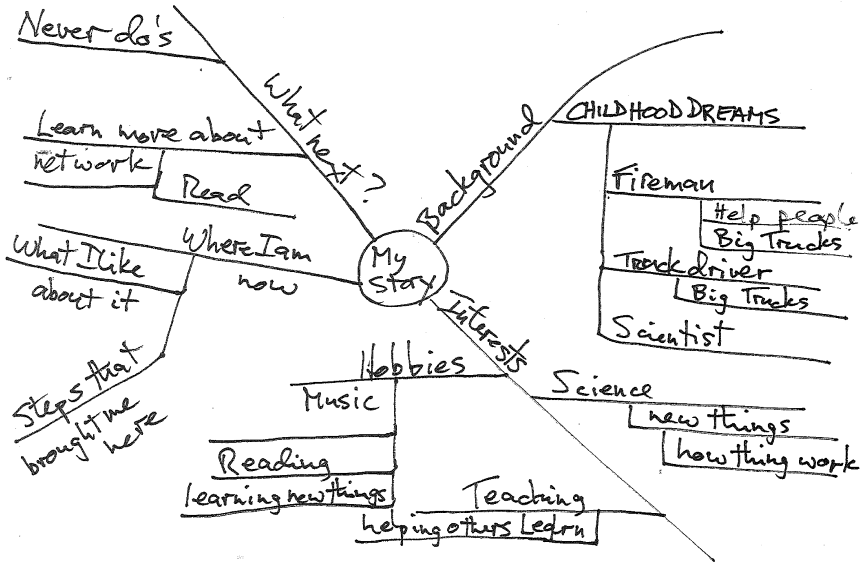 Never do's
What next?
Learn more about
network
Read
Background
CHILDHOOD DREAMS
Fireman
Help people
Big Trucks
Truckdriver
Big Trucks
Scientist
My
Story
Where I am
now
What I like
about it
Steps that
brought me
here
Interests
Hobbies
Music
Reading
learning new things
Science
new things
how thing work
Teaching
helping others Learn